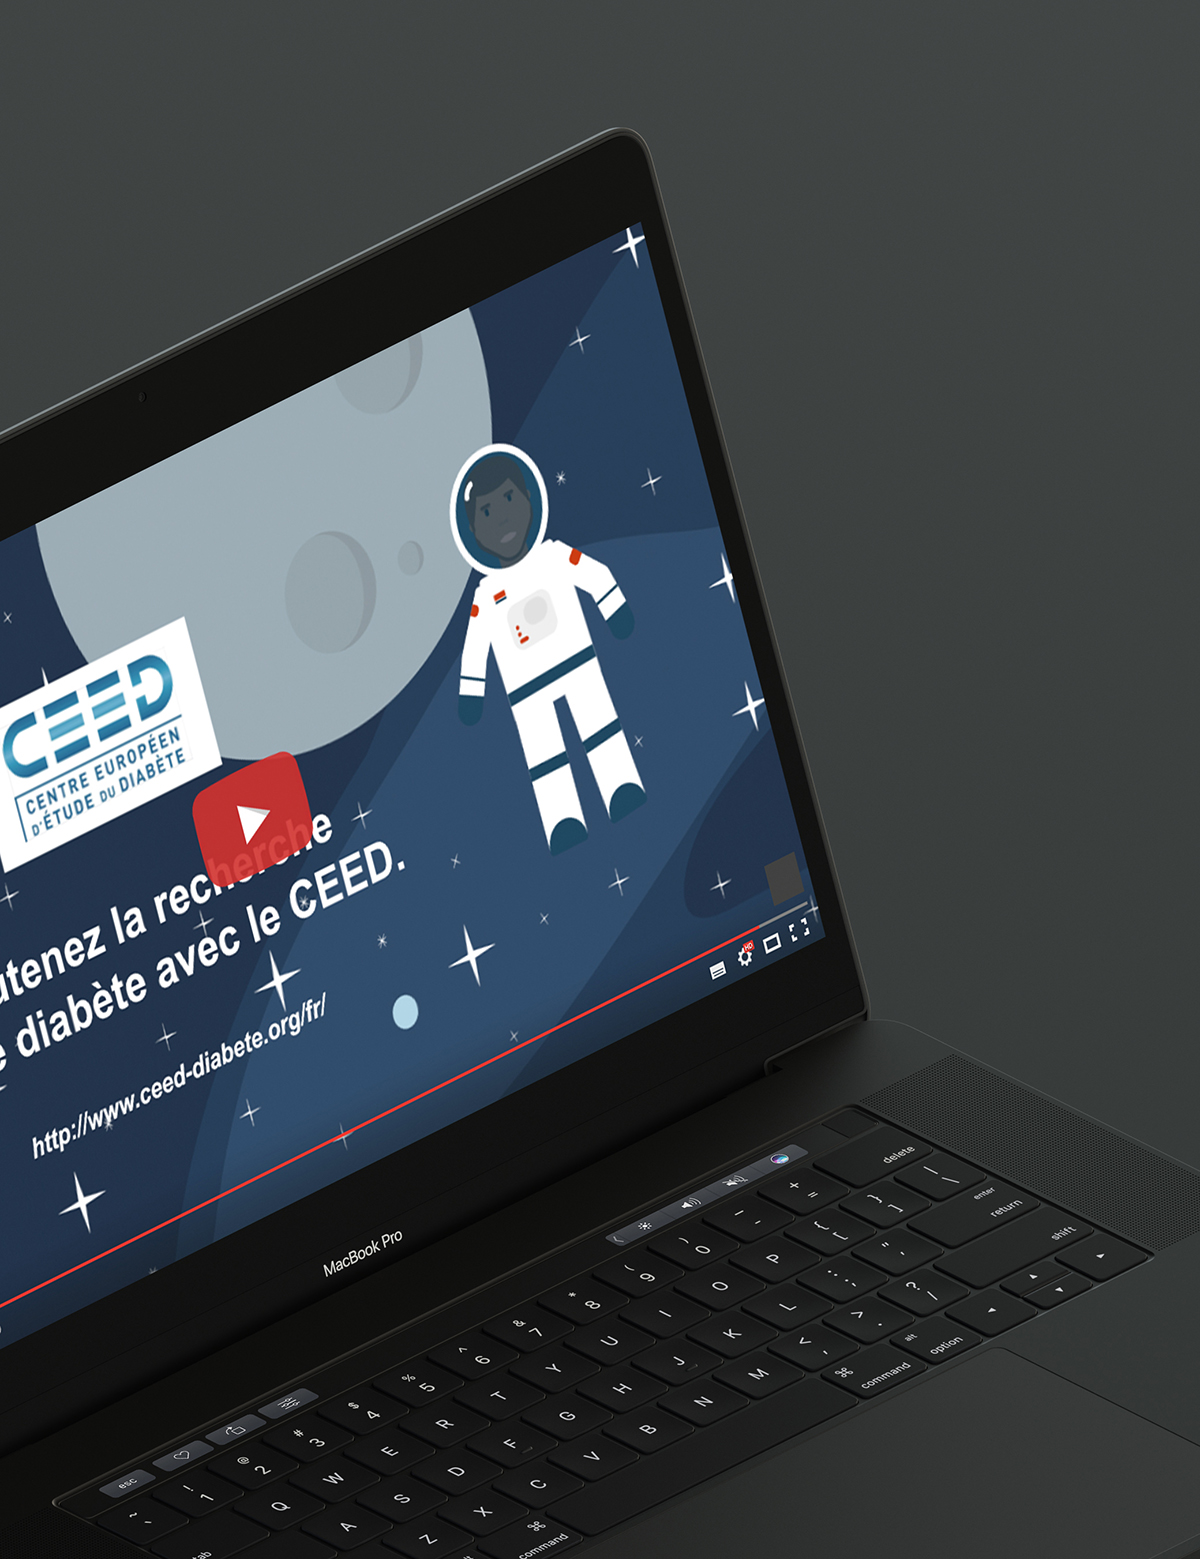 CEED
CENTRE EUROPÉEN
D'ÉTUDE DU DIABÈTE
utenez la recherche
e diabète avec le CEED.
http://www.ceed-diabete.org/fr/
HD
MacBook Pro
esc
~ ` ! 1 @ 2 # 3 $ 4 % 5 ^ 6 & 7 * 8 ( 9 ) 0 _ - + = delete
tab Q W E R T Y U I O P { [ } ] | \
A S D F G H J K L : ; " ' enter return
Z X C V B N M < , > . ? / shift
alt command command alt option